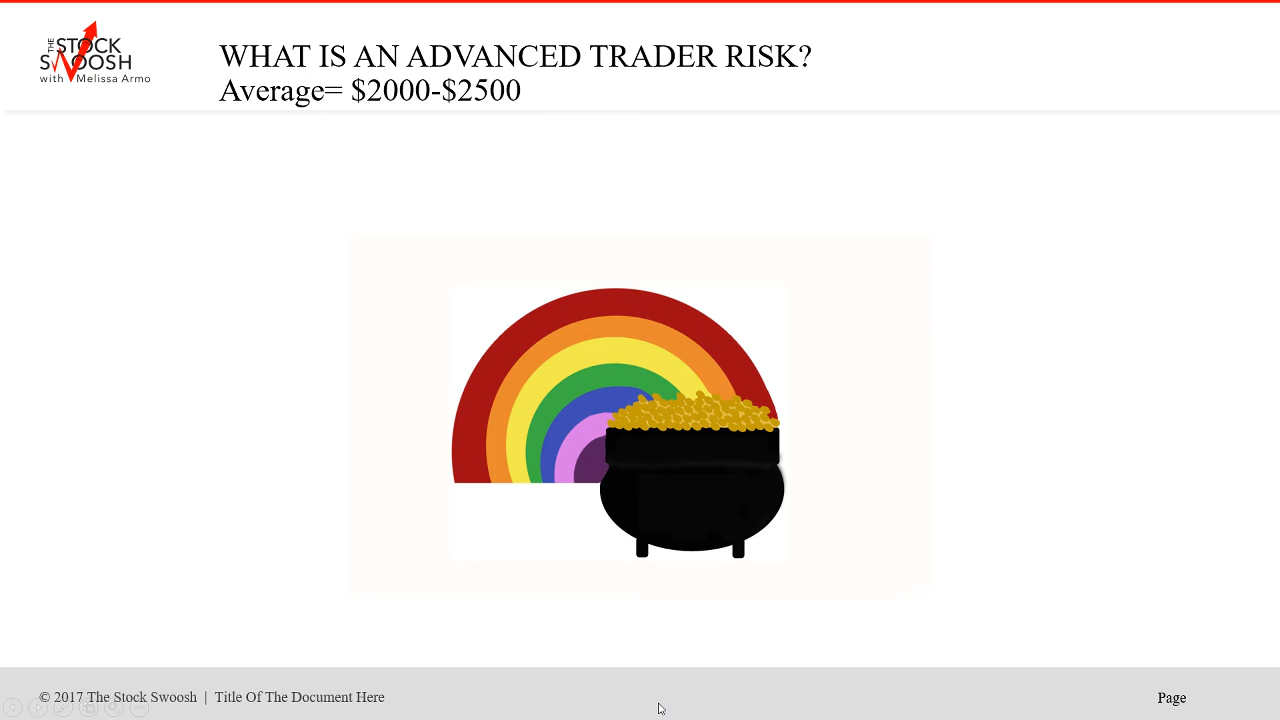 THE STOCK
SWOOSH
with Melissa Armo
WHAT IS AN ADVANCED TRADER RISK?
Average= $2000-$2500
© 2017 The Stock Swoosh | Title Of The Document Here
Page